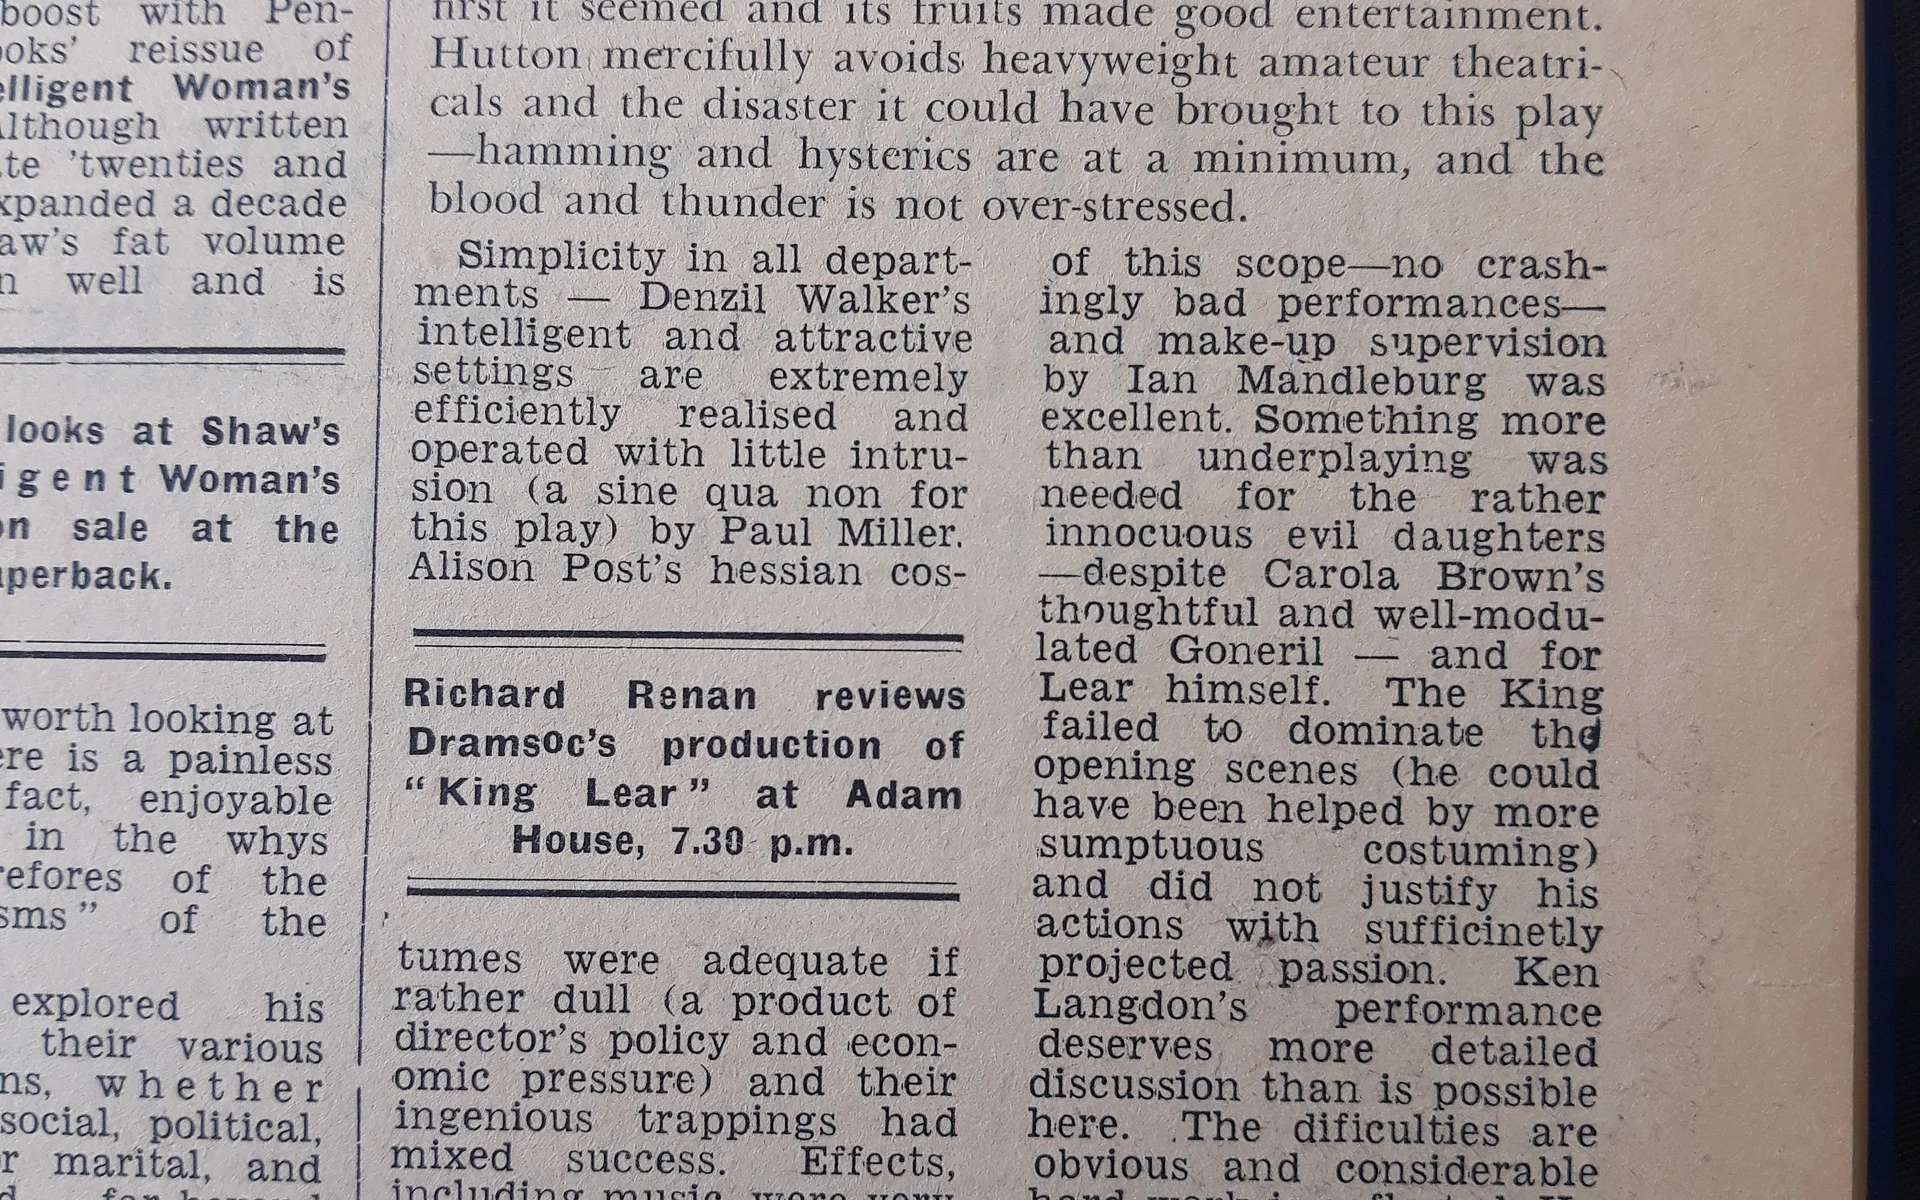 boost with Pen-
ooks' reissue of
elligent Woman's
lthough written
te 'twenties and
xpanded a decade
aw's fat volume
n well and is
looks at Shaw's
igent Woman's
on sale at the
perback.
worth looking at
ere is a painless
fact, enjoyable
in the whys
refores of the
sms" of the
explored his
their various
ns, whether
social, political,
r marital, and
first it seemed and its fruits made good entertainment.
Hutton mercifully avoids heavyweight amateur theatri-
cals and the disaster it could have brought to this play
—hamming and hysterics are at a minimum, and the
blood and thunder is not over-stressed.
Simplicity in all depart-
ments — Denzil Walker's
intelligent and attractive
settings are extremely
efficiently realised and
operated with little intru-
sion (a sine qua non for
this play) by Paul Miller.
Alison Post's hessian cos-
Richard Renan reviews
Dramsoc's production of
"King Lear" at Adam
House, 7.30 p.m.
tumes were adequate if
rather dull (a product of
director's policy and econ-
omic pressure) and their
ingenious trappings had
mixed success. Effects,
including music, were very
of this scope—no crash-
ingly bad performances—
and make-up supervision
by Ian Mandleburg was
excellent. Something more
than underplaying was
needed for the rather
innocuous evil daughters
—despite Carola Brown's
thoughtful and well-modu-
lated Goneril — and for
Lear himself. The King
failed to dominate the
opening scenes (he could
have been helped by more
sumptuous costuming)
and did not justify his
actions with sufficinetly
projected passion. Ken
Langdon's performance
deserves more detailed
discussion than is possible
here. The dificulties are
obvious and considerable